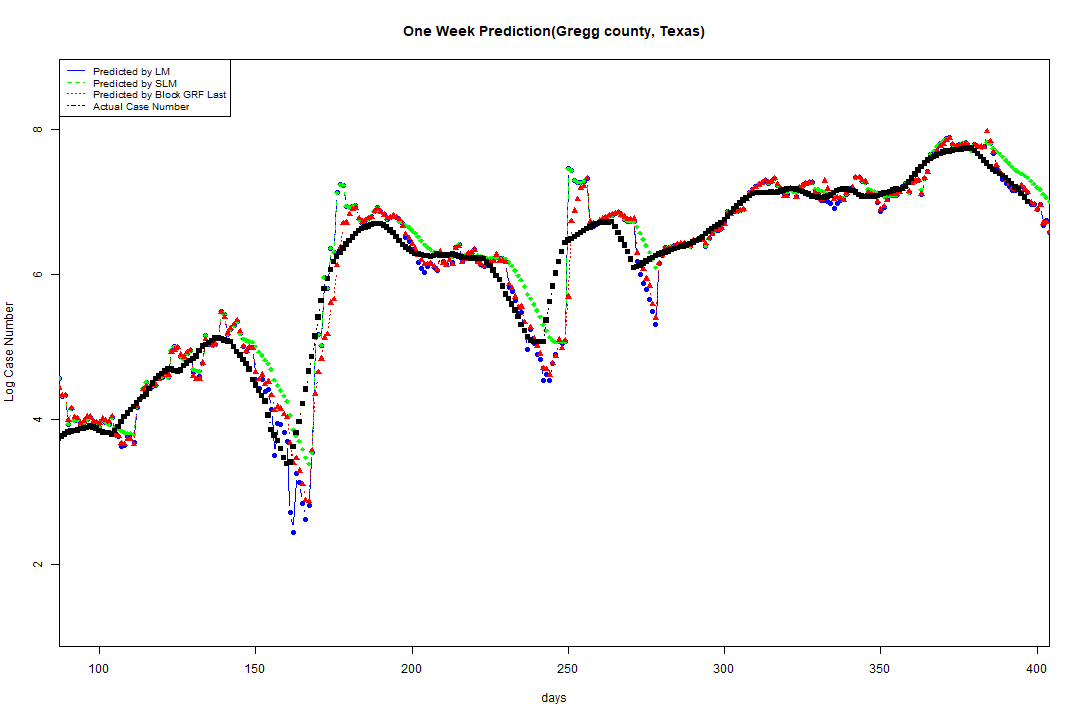 One Week Prediction(Gregg county, Texas)
Predicted by LM
Predicted by SLM
Predicted by Block GRF Last
Actual Case Number
8
6
4
2
Log Case Number
100 150 200 250 300 350 400
days